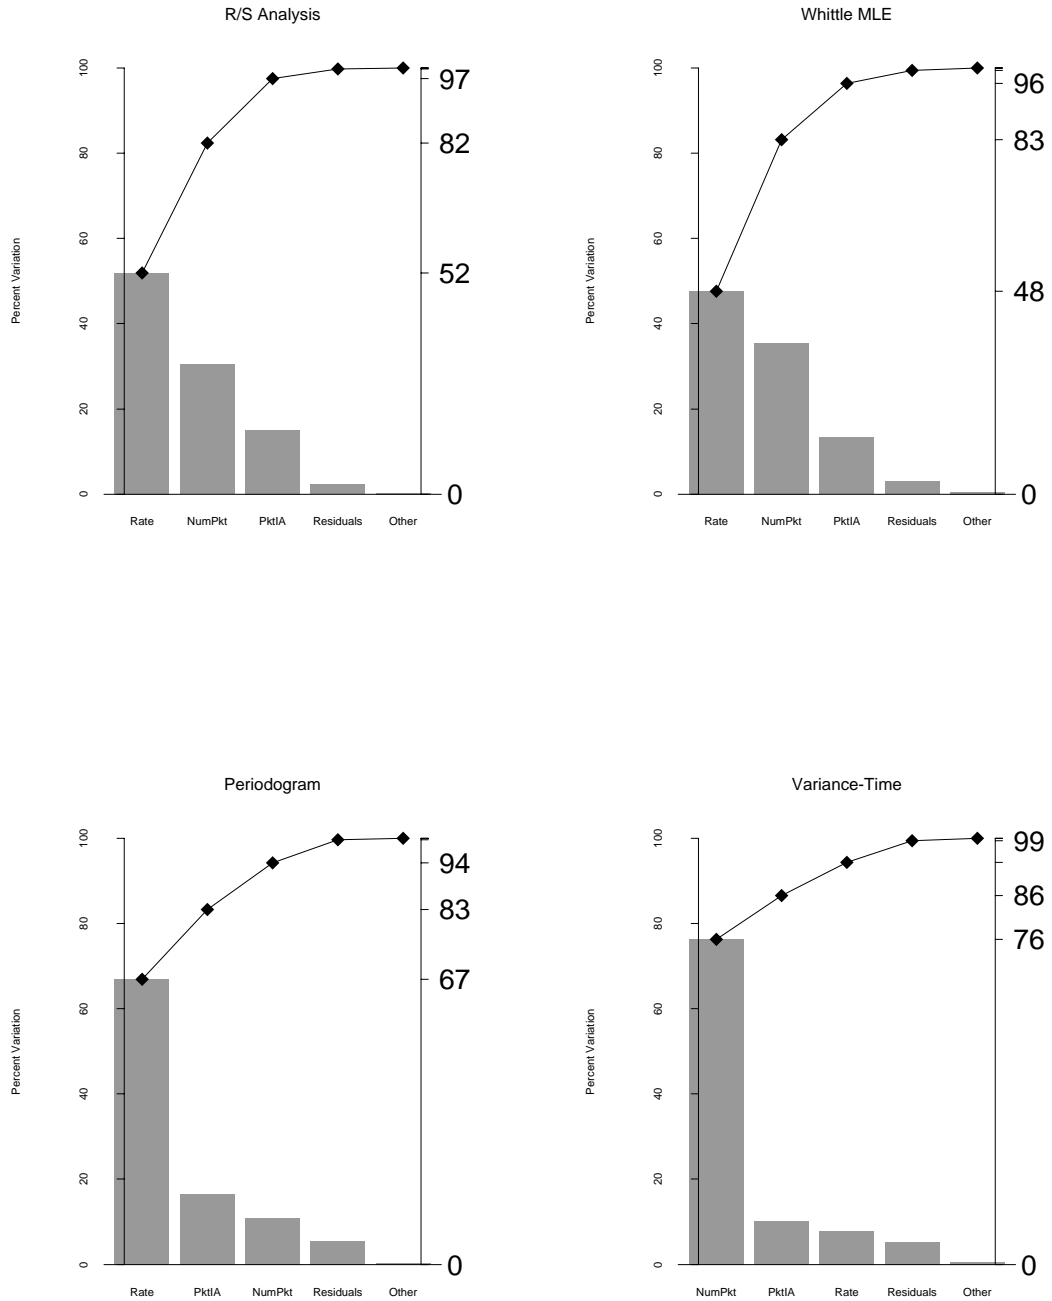 R/S Analysis
Percent Variation
0 20 40 60 80 100
0 52 82 97
Rate NumPkt PktIA Residuals Other
Whittle MLE
Percent Variation
0 20 40 60 80 100
0 48 83 96
Rate NumPkt PktIA Residuals Other
Periodogram
Percent Variation
0 20 40 60 80 100
0 67 83 94
Rate PktIA NumPkt Residuals Other
Variance-Time
Percent Variation
0 20 40 60 80 100
0 76 86 99
NumPkt PktIA Rate Residuals Other